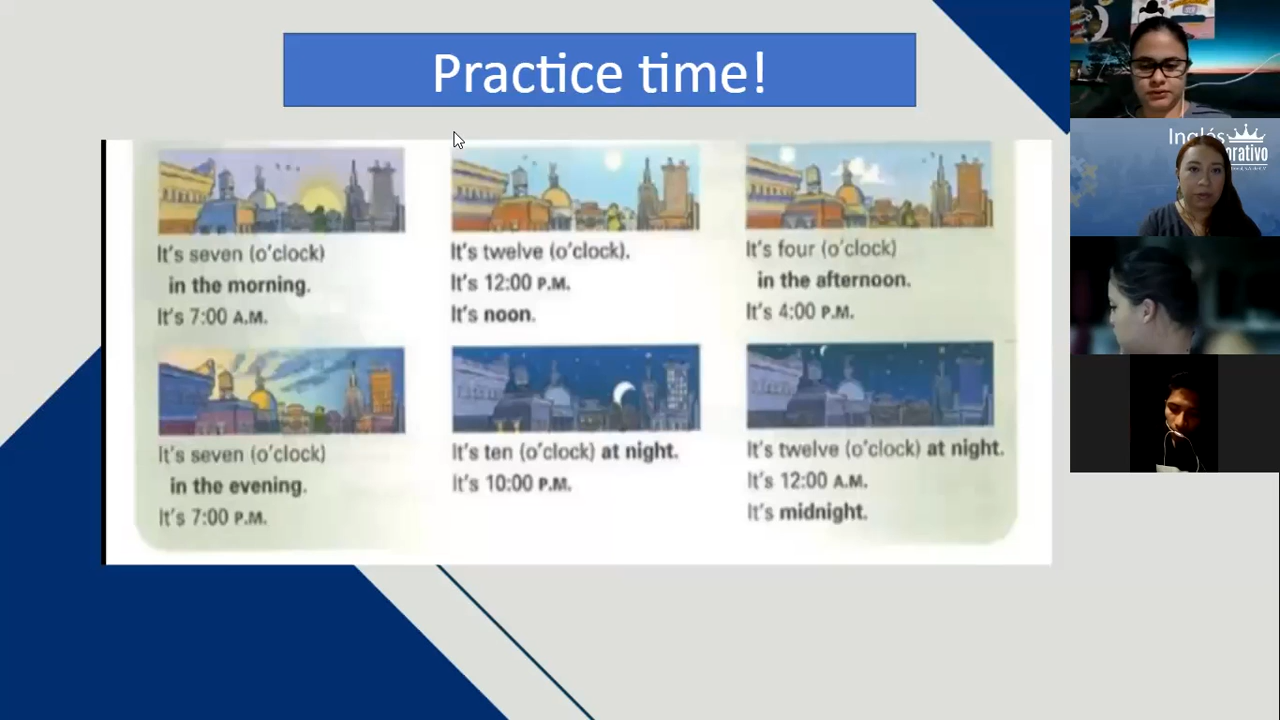 Practice time!
It's seven (o'clock)
in the morning.
It's 7:00 A.M.
It's twelve (o'clock).
It's 12:00 P.M.
It's noon.
It's four (o'clock)
in the afternoon.
It's 4:00 P.M.
It's seven (o'clock)
in the evening.
It's 7:00 P.M.
It's ten (o'clock) at night.
It's 10:00 P.M.
It's twelve (o'clock) at night.
It's 12:00 A.M.
It's midnight.
Inglés